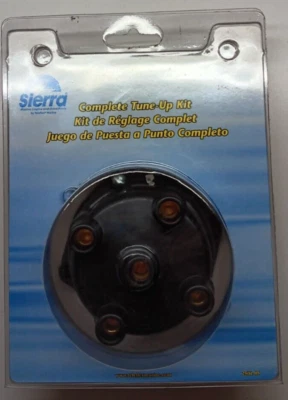 Sierra
Complete Tune-Up Kit
Kit de Réglage Complet
Juego de Puesta a Punto Completo